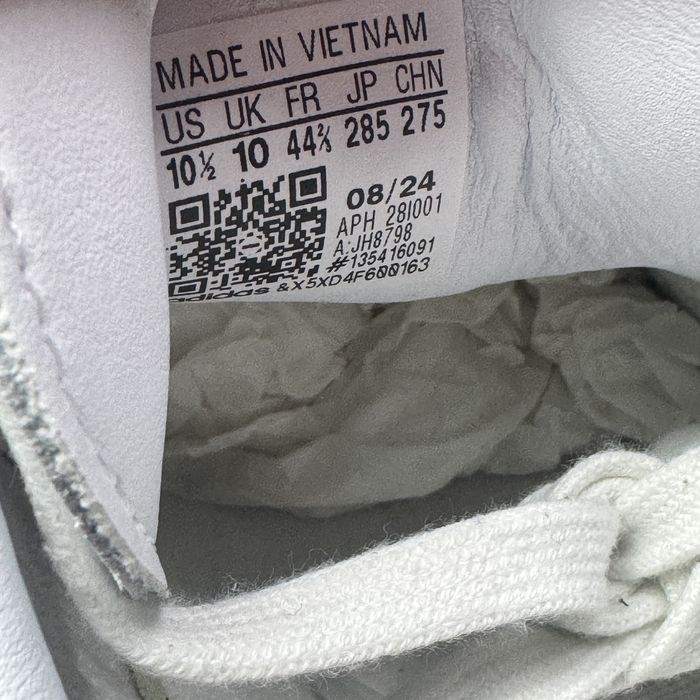 MADE IN VIETNAM
US UK FR JP CHN
10½ 10 44⅔ 285 275
08/24
APH 28I001
A:JH8798
#135416091
adidas &X5XD4F600163